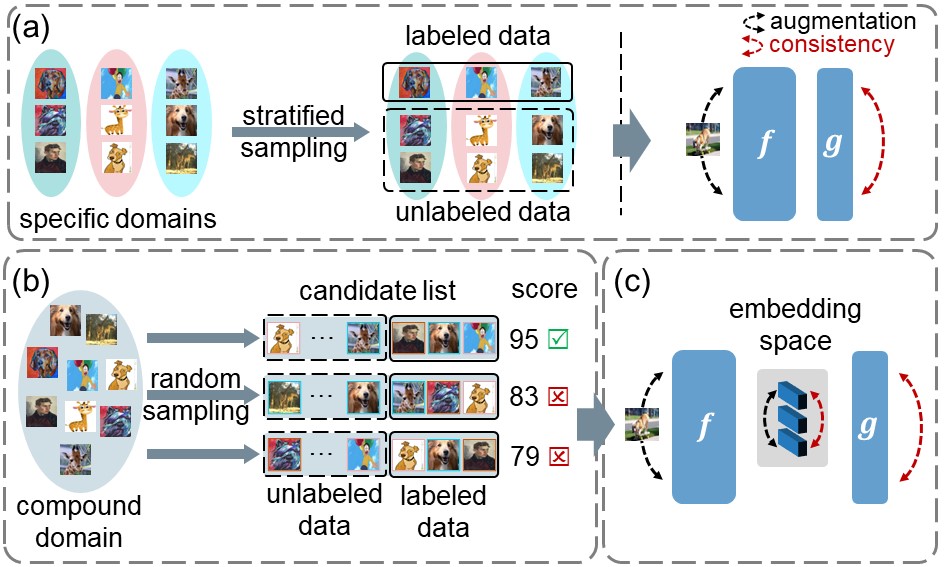 (a)
labeled data
augmentation
consistency
stratified
sampling
f
g
specific domains
unlabeled data
(b)
candidate list
score
95
random
sampling
83
79
unlabeled
data
labeled
data
compound
domain
(c)
embedding
space
f
g